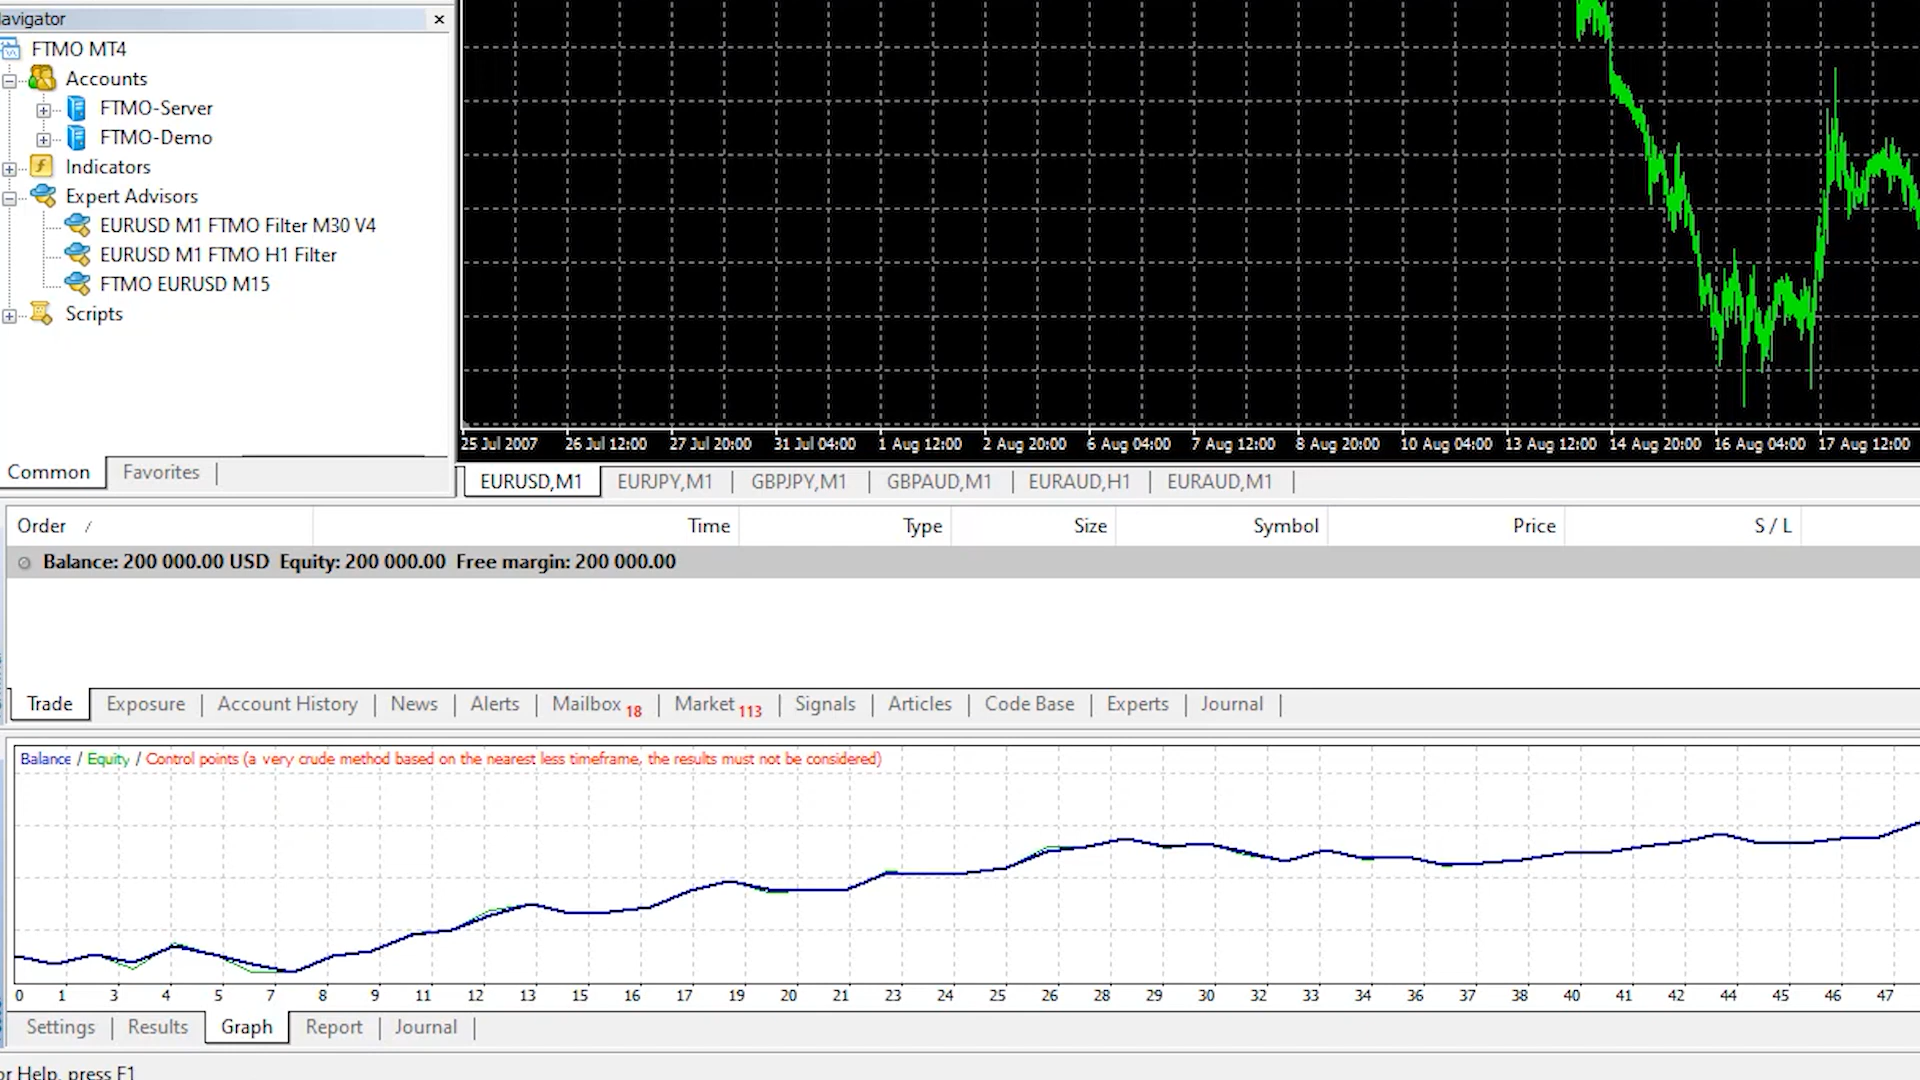 avigator
FTMO MT4
Accounts
FTMO-Server
FTMO-Demo
Indicators
Expert Advisors
EURUSD M1 FTMO Filter M30 V4
EURUSD M1 FTMO H1 Filter
FTMO EURUSD M15
Scripts
Common Favorites
25 Jul 2007 26 Jul 12:00 27 Jul 20:00 31 Jul 04:00 1 Aug 12:00 2 Aug 20:00 6 Aug 04:00 7 Aug 12:00 8 Aug 20:00 10 Aug 04:00 13 Aug 12:00 14 Aug 20:00 16 Aug 04:00 17 Aug 12:00
EURUSD,M1 EURJPY,M1 GBPJPY,M1 GBPAUD,M1 EURAUD,H1 EURAUD,M1
Order / Time Type Size Symbol Price S / L
Balance: 200 000.00 USD Equity: 200 000.00 Free margin: 200 000.00
Trade Exposure Account History News Alerts Mailbox 18 Market 113 Signals Articles Code Base Experts Journal
Balance / Equity / Control points (a very crude method based on the nearest less timeframe, the results must not be considered)
0 1 3 4 5 7 8 9 11 12 13 15 16 17 19 20 21 23 24 25 26 28 29 30 32 33 34 36 37 38 40 41 42 44 45 46 47
Settings Results Graph Report Journal
or Help, press F1